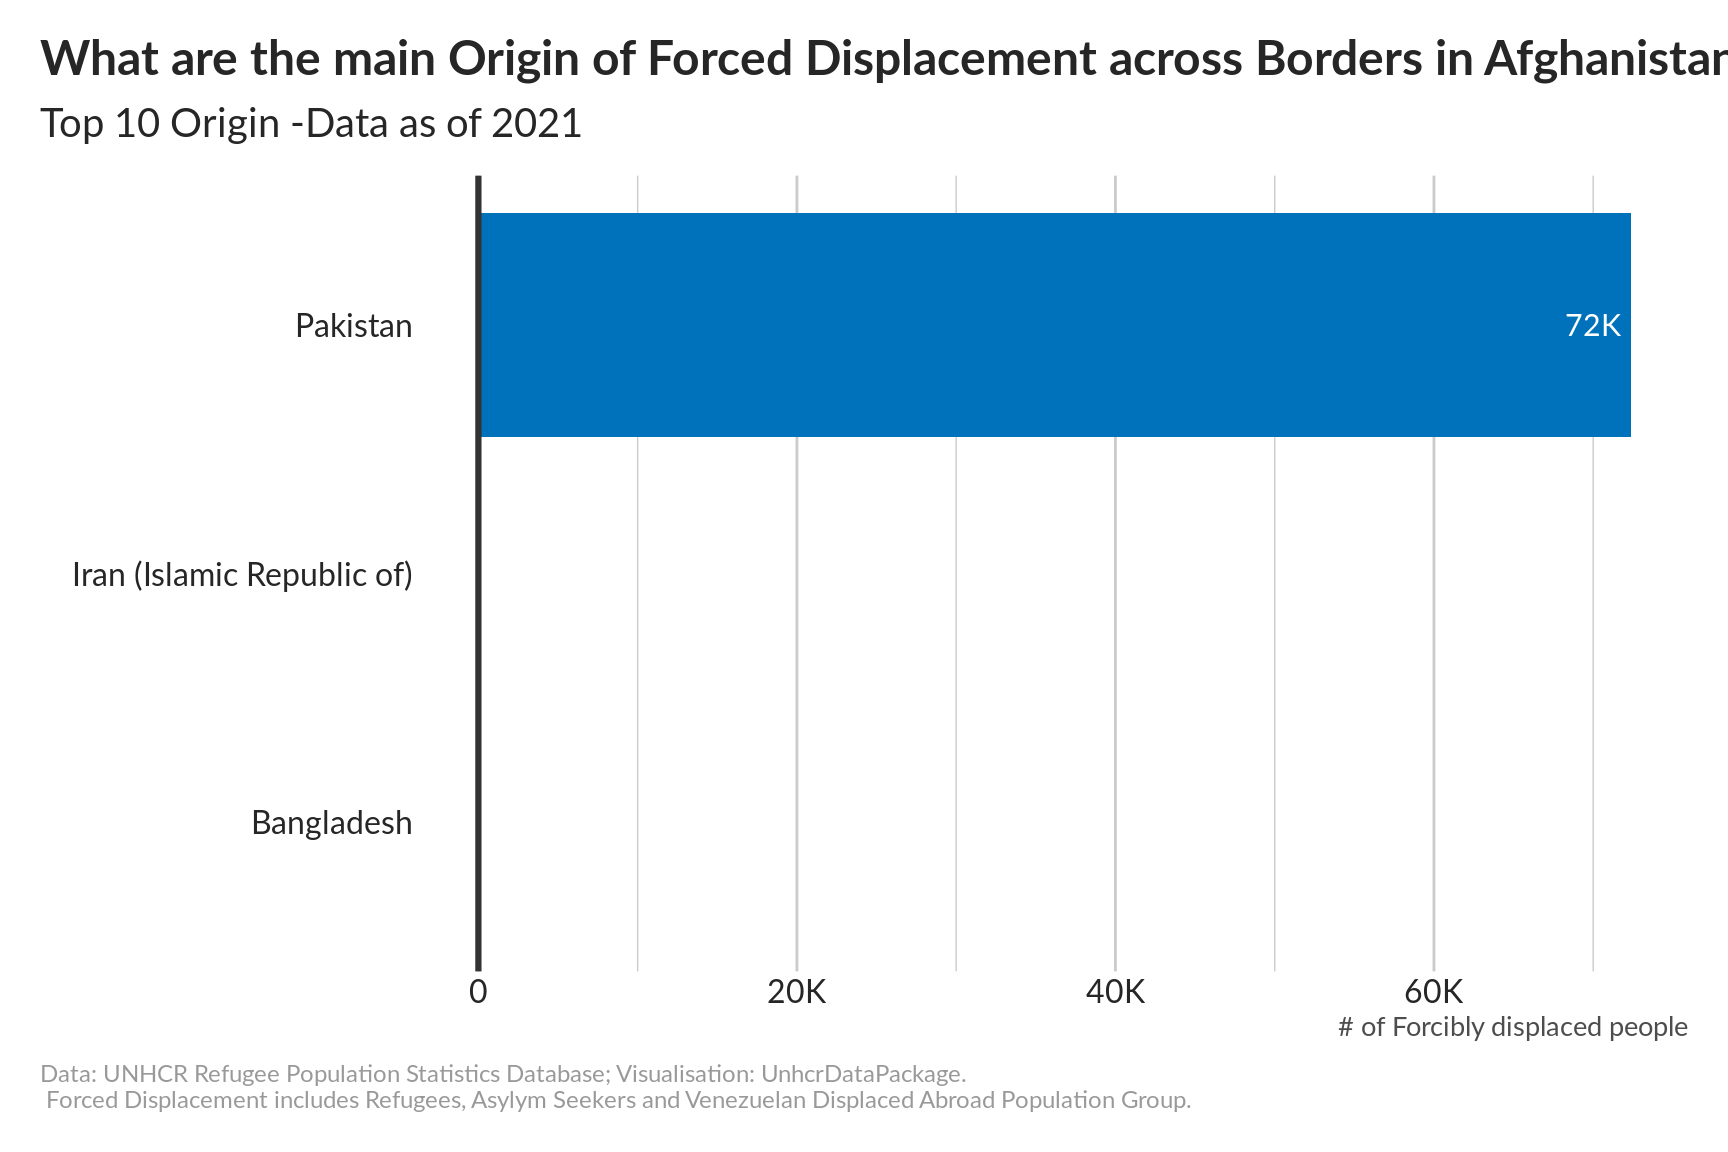 What are the main Origin of Forced Displacement across Borders in Afghanistan
Top 10 Origin -Data as of 2021
Pakistan
72K
Iran (Islamic Republic of)
Bangladesh
0 20K 40K 60K
# of Forcibly displaced people
Data: UNHCR Refugee Population Statistics Database; Visualisation: UnhcrDataPackage.
Forced Displacement includes Refugees, Asylym Seekers and Venezuelan Displaced Abroad Population Group.